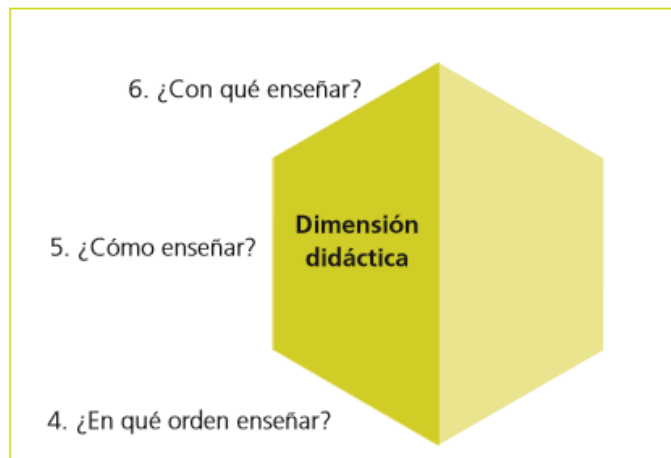 6. ¿Con qué enseñar?
Dimensión
didáctica
5. ¿Cómo enseñar?
4. ¿En qué orden enseñar?